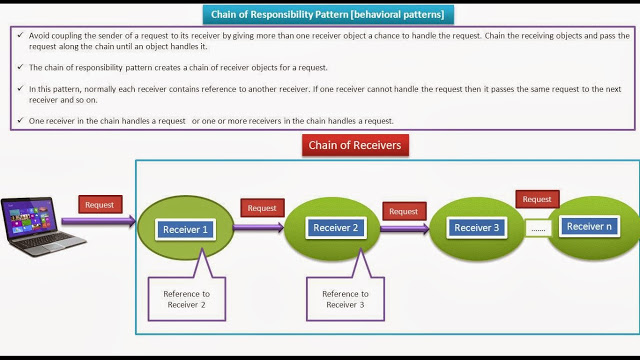 Chain of Responsibility Pattern [behavioral patterns]
Avoid coupling the sender of a request to its receiver by giving more than one receiver object a chance to handle the request. Chain the receiving objects and pass the
request along the chain until an object handles it.
The chain of responsibility pattern creates a chain of receiver objects for a request.
In this pattern, normally each receiver contains reference to another receiver. If one receiver cannot handle the request then it passes the same request to the next
receiver and so on.
One receiver in the chain handles a request or one or more receivers in the chain handles a request.
Chain of Receivers
Request
Request
Request
Request
Receiver 1
Receiver 2
Receiver 3
.......
Receiver n
Reference to
Receiver 2
Reference to
Receiver 3